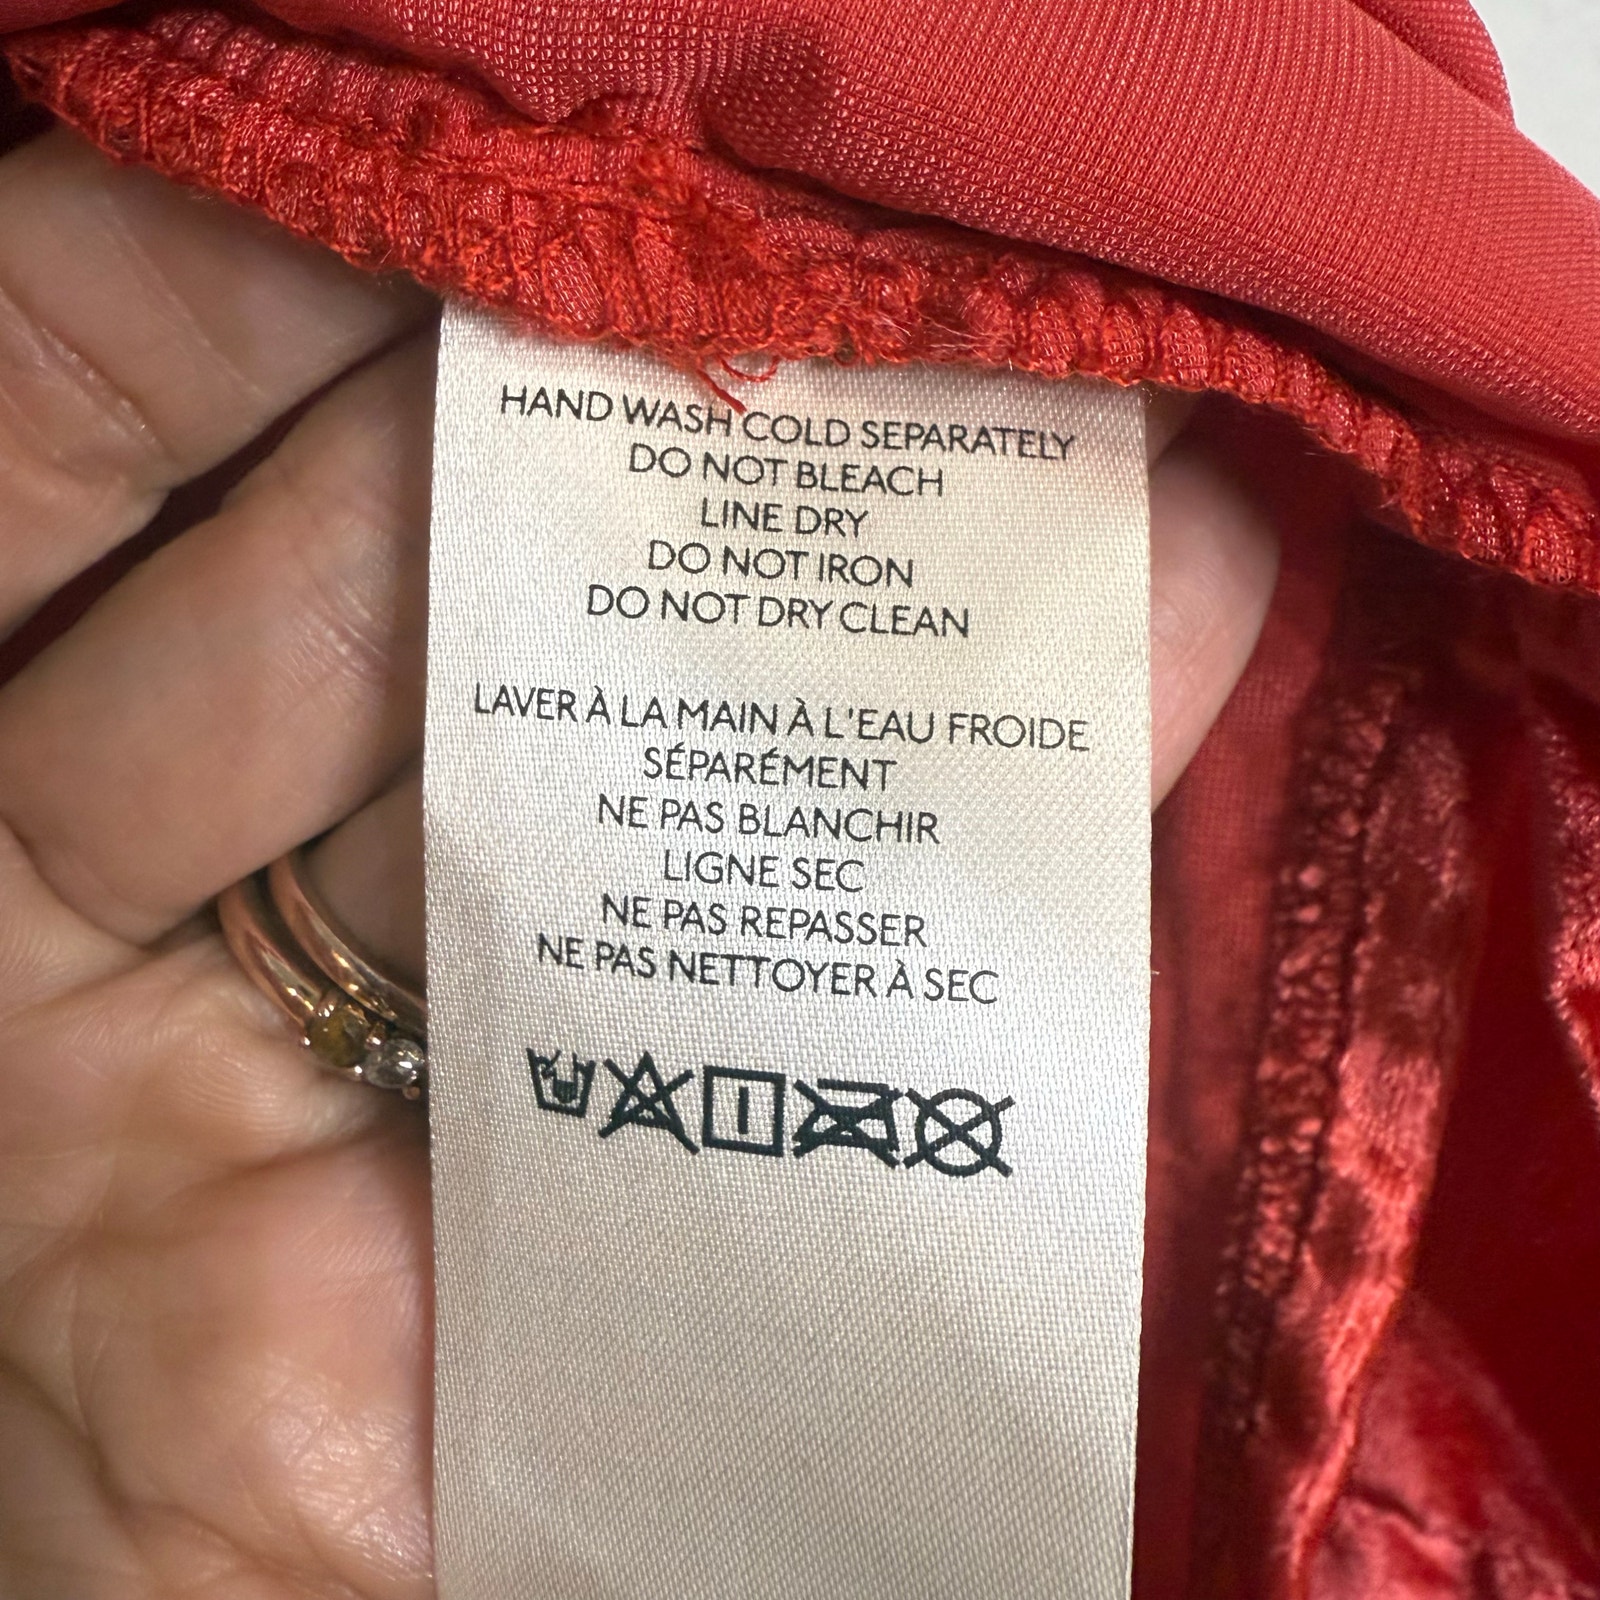 HAND WASH COLD SEPARATELY
DO NOT BLEACH
LINE DRY
DO NOT IRON
DO NOT DRY CLEAN
LAVER À LA MAIN À L'EAU FROIDE
SÉPARÉMENT
NE PAS BLANCHIR
LIGNE SEC
NE PAS REPASSER
NE PAS NETTOYER À SEC